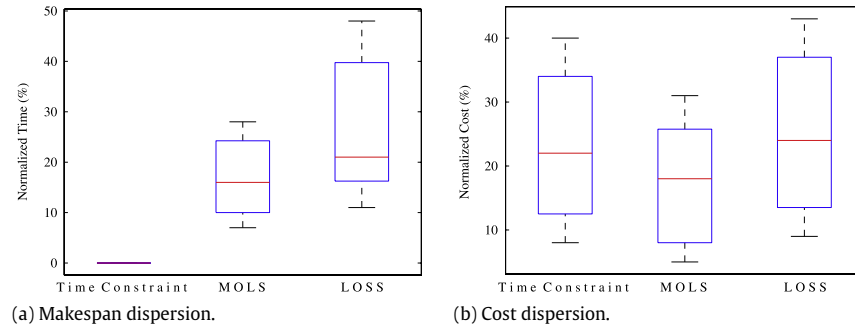 50
40
30
20
10
0
Normalized Time (%)
Time Constraint MOLS LOSS
(a) Makespan dispersion.
40
30
20
10
Normalized Cost (%)
Time Constraint MOLS LOSS
(b) Cost dispersion.